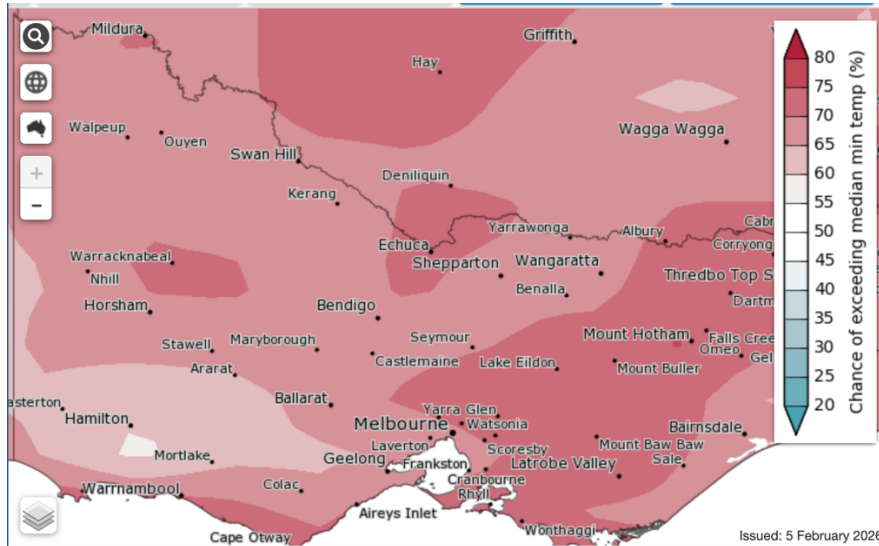 Mildura
Griffith
Hay
Walpeup
Ouyen
Wagga Wagga
Swan Hill
Deniliquin
Kerang
Echuca
Yarrawonga
Albury
Cabr
Corryong
Warracknabeal
Nhill
Shepparton
Wangaratta
Thredbo Top S
Benalla
Dartm
Horsham
Bendigo
Stawell
Maryborough
Seymour
Mount Hotham
Falls Cree
Omeo
Gel
Ararat
Castlemaine
Lake Eildon
Mount Buller
asterton
Hamilton
Ballarat
Yarra Glen
Melbourne
Watsonia
Bairnsdale
Laverton
Scoresby
Mount Baw Baw
Mortlake
Geelong
Frankston
Latrobe Valley
Sale
Cranbourne
Warrnambool
Colac
Rhyll
Aireys Inlet
Cape Otway
Wonthaggi
+
−
80
75
70
65
60
55
50
45
40
35
30
25
20
Chance of exceeding median min temp (%)
Issued: 5 February 2026